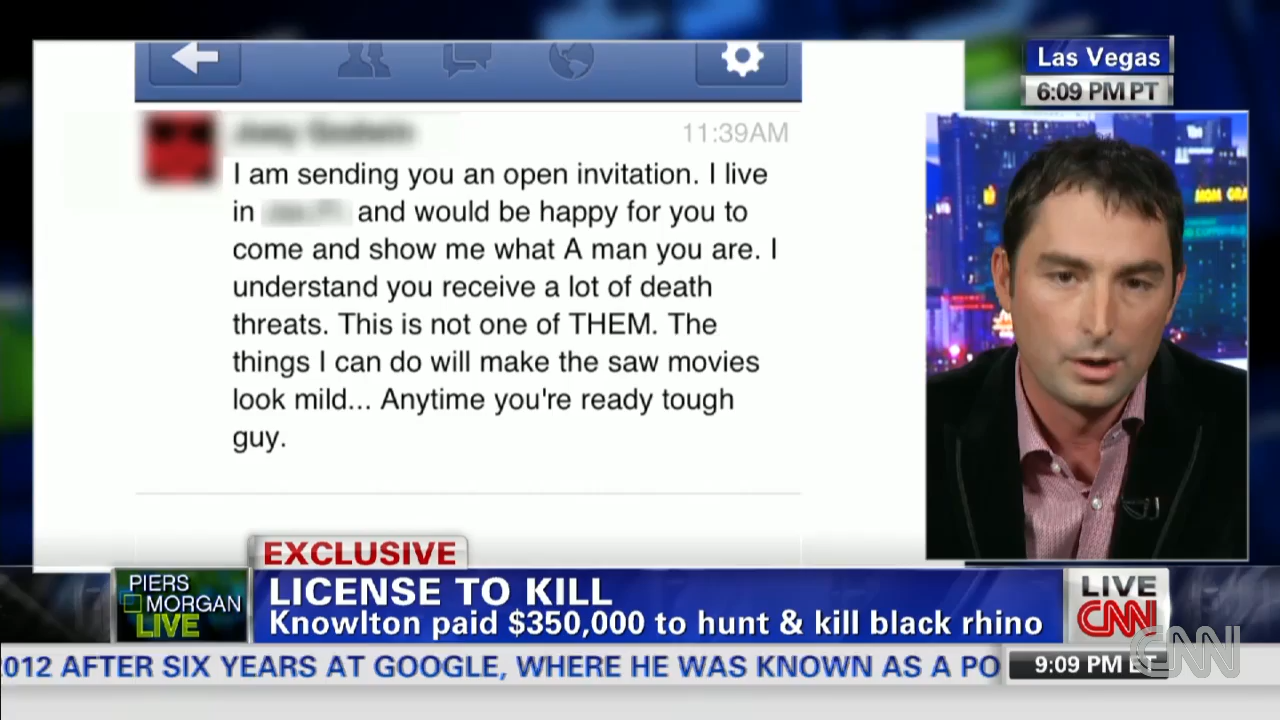 Las Vegas
6:09 PM PT
11:39AM
I am sending you an open invitation. I live
in and would be happy for you to
come and show me what A man you are. I
understand you receive a lot of death
threats. This is not one of THEM. The
things I can do will make the saw movies
look mild... Anytime you're ready tough
guy.
EXCLUSIVE
PIERS
MORGAN
LIVE
LICENSE TO KILL
Knowlton paid $350,000 to hunt & kill black rhino
LIVE
CNN
2012 AFTER SIX YEARS AT GOOGLE, WHERE HE WAS KNOWN AS A PO
9:09 PM ET
CNN